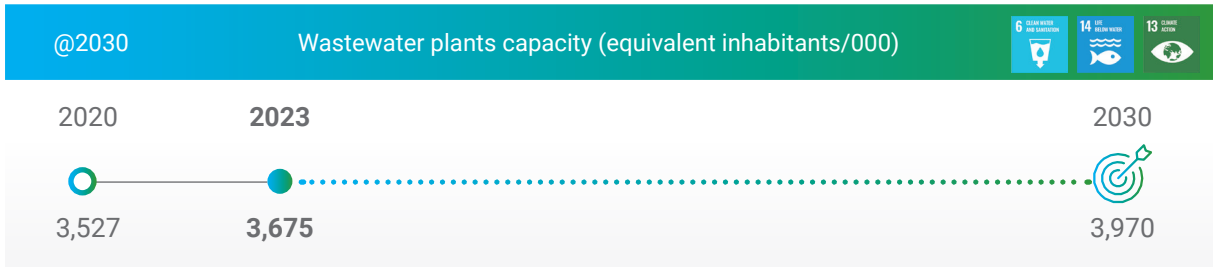 @2030
Wastewater plants capacity (equivalent inhabitants/000)
6 CLEAN WATER
AND SANITATION
14 LIFE
BELOW WATER
13 CLIMATE
ACTION
2020
2023
2030
3,527
3,675
3,970